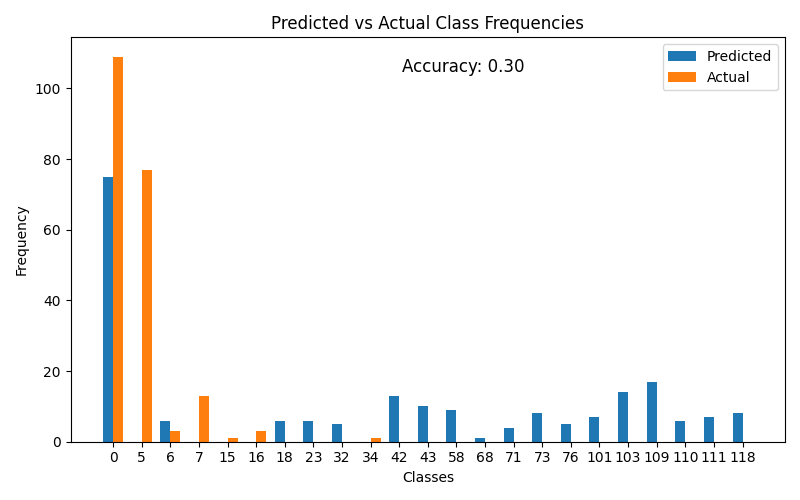 Predicted vs Actual Class Frequencies
Accuracy: 0.30
Predicted
Actual
Frequency
100
80
60
40
20
0
0 5 6 7 15 16 18 23 32 34 42 43 58 68 71 73 76 101 103 109 110 111 118
Classes